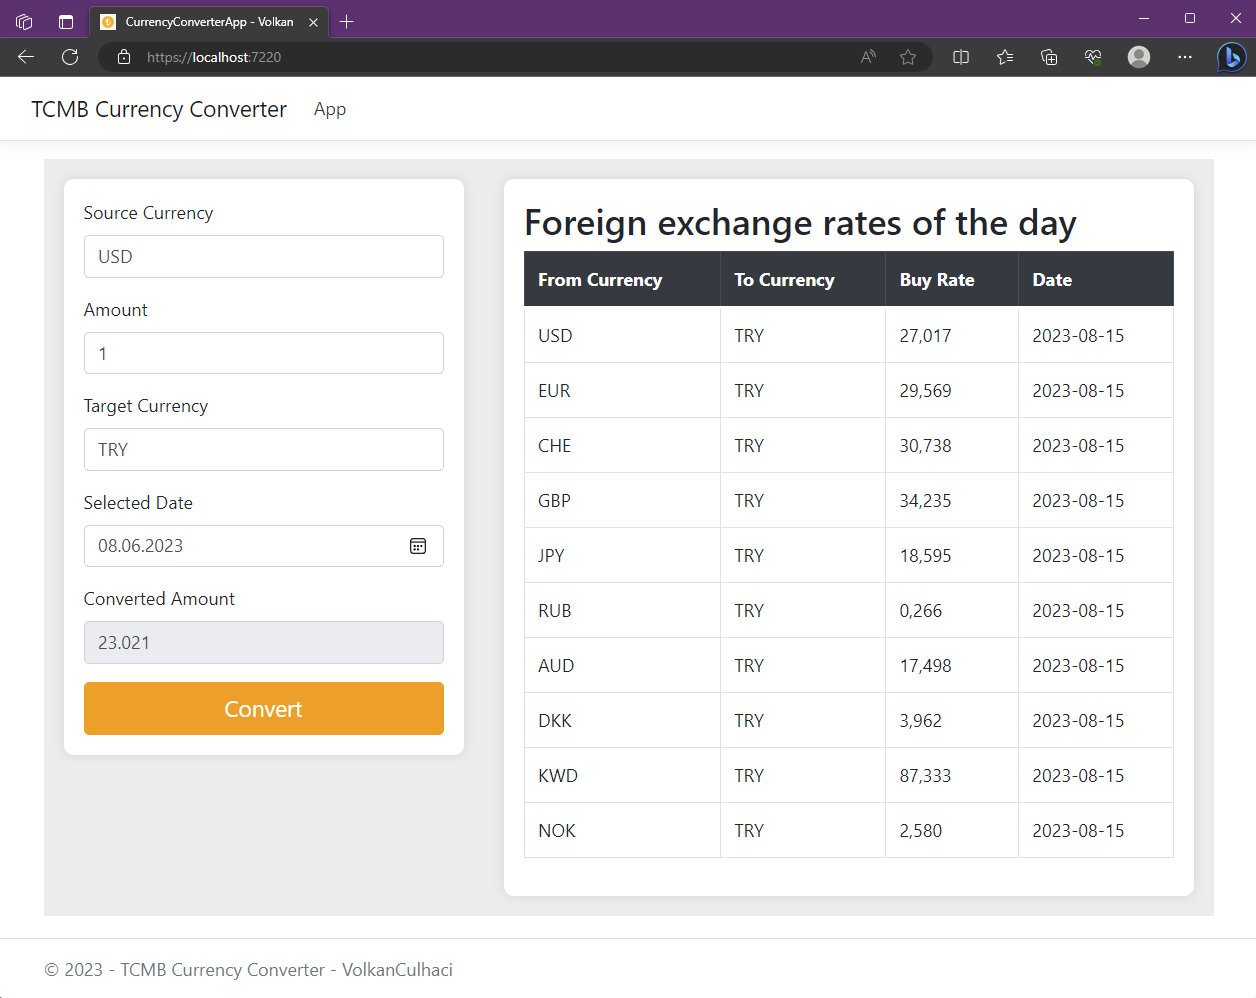 CurrencyConverterApp - Volkan
https://localhost:7220
TCMB Currency Converter App
Source Currency
USD
Amount
1
Target Currency
TRY
Selected Date
08.06.2023
Converted Amount
23.021
Convert
Foreign exchange rates of the day
From Currency To Currency Buy Rate Date
USD TRY 27,017 2023-08-15
EUR TRY 29,569 2023-08-15
CHE TRY 30,738 2023-08-15
GBP TRY 34,235 2023-08-15
JPY TRY 18,595 2023-08-15
RUB TRY 0,266 2023-08-15
AUD TRY 17,498 2023-08-15
DKK TRY 3,962 2023-08-15
KWD TRY 87,333 2023-08-15
NOK TRY 2,580 2023-08-15
© 2023 - TCMB Currency Converter - VolkanCulhaci